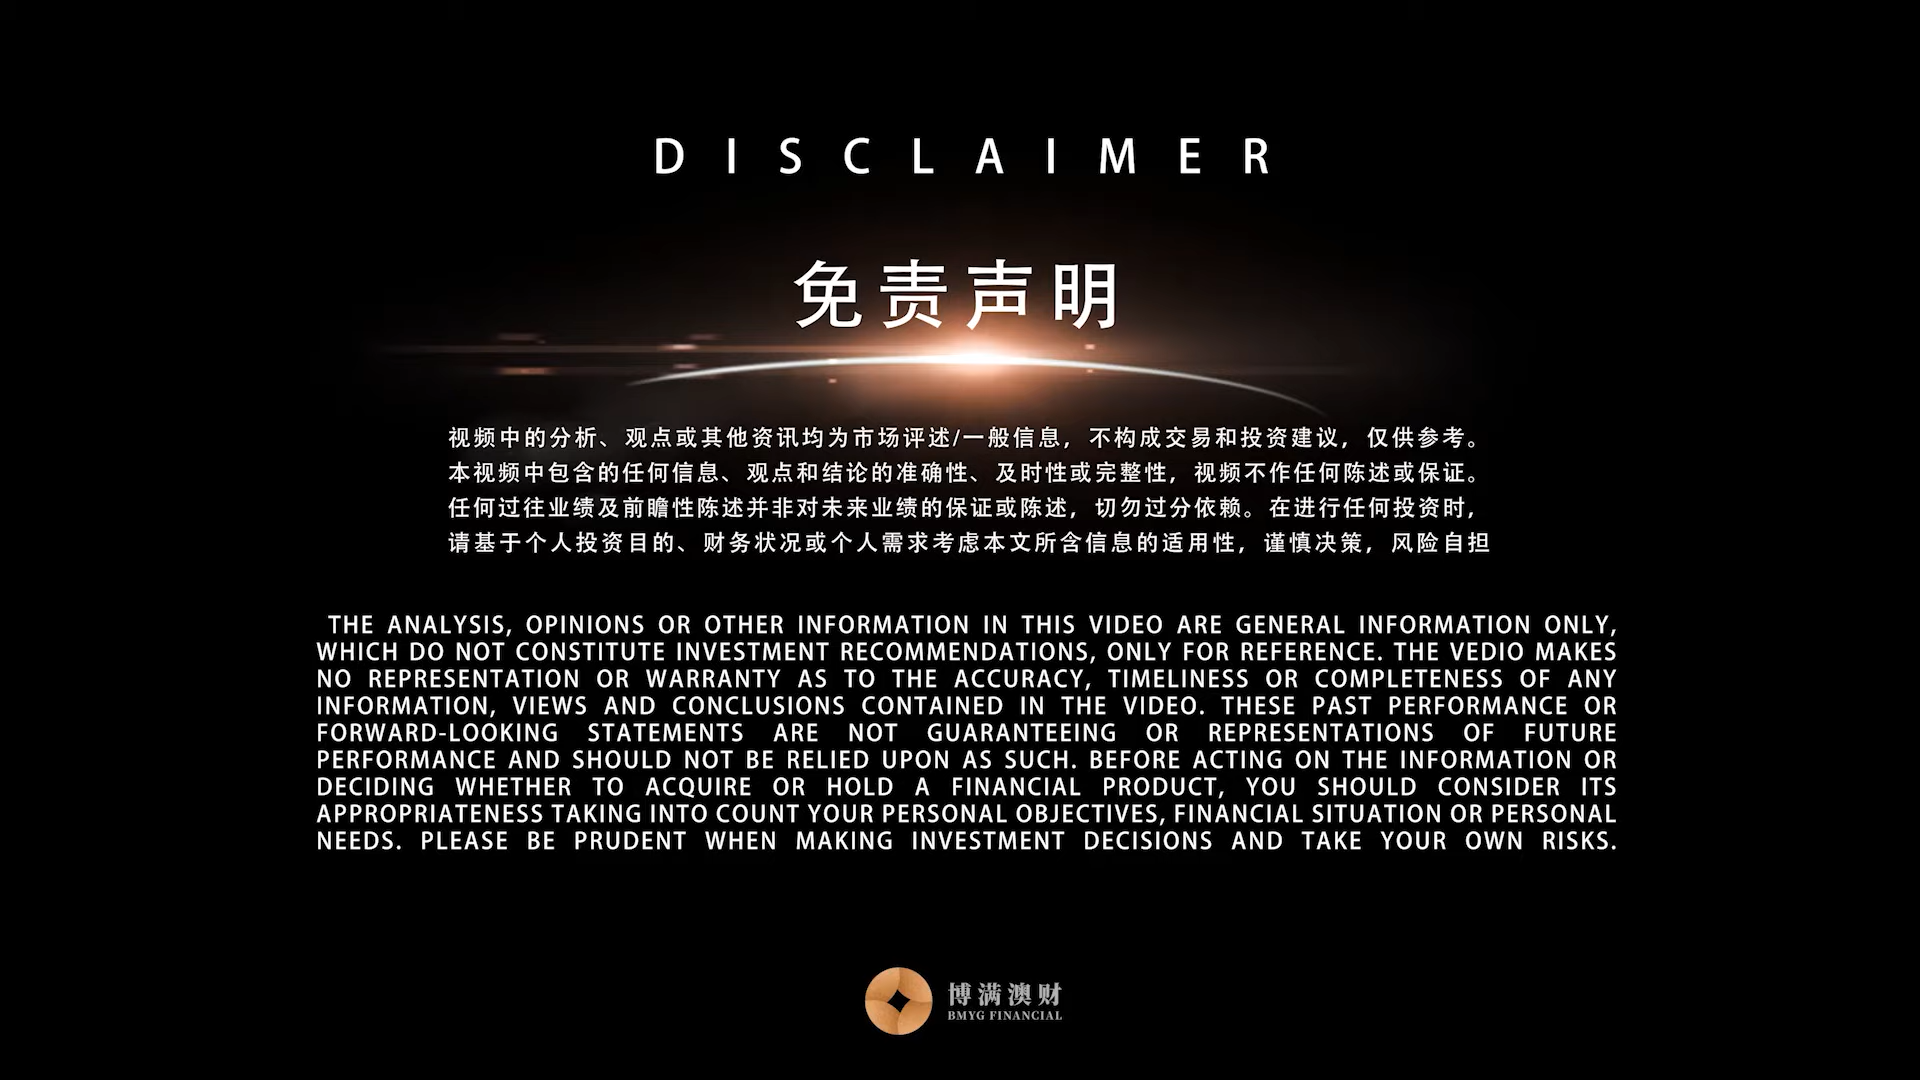 DISCLAIMER
免责声明
视频中的分析、观点或其他资讯均为市场评述/一般信息，不构成交易和投资建议，仅供参考。
本视频中包含的任何信息、观点和结论的准确性、及时性或完整性，视频不作任何陈述或保证。
任何过往业绩及前瞻性陈述并非对未来业绩的保证或陈述，切勿过分依赖。在进行任何投资时，
请基于个人投资目的、财务状况或个人需求考虑本文所含信息的适用性，谨慎决策，风险自担
THE ANALYSIS, OPINIONS OR OTHER INFORMATION IN THIS VIDEO ARE GENERAL INFORMATION ONLY,
WHICH DO NOT CONSTITUTE INVESTMENT RECOMMENDATIONS, ONLY FOR REFERENCE. THE VEDIO MAKES
NO REPRESENTATION OR WARRANTY AS TO THE ACCURACY, TIMELINESS OR COMPLETENESS OF ANY
INFORMATION, VIEWS AND CONCLUSIONS CONTAINED IN THE VIDEO. THESE PAST PERFORMANCE OR
FORWARD-LOOKING STATEMENTS ARE NOT GUARANTEEING OR REPRESENTATIONS OF FUTURE
PERFORMANCE AND SHOULD NOT BE RELIED UPON AS SUCH. BEFORE ACTING ON THE INFORMATION OR
DECIDING WHETHER TO ACQUIRE OR HOLD A FINANCIAL PRODUCT, YOU SHOULD CONSIDER ITS
APPROPRIATENESS TAKING INTO COUNT YOUR PERSONAL OBJECTIVES, FINANCIAL SITUATION OR PERSONAL
NEEDS. PLEASE BE PRUDENT WHEN MAKING INVESTMENT DECISIONS AND TAKE YOUR OWN RISKS.
博满澳财
BMYG FINANCIAL